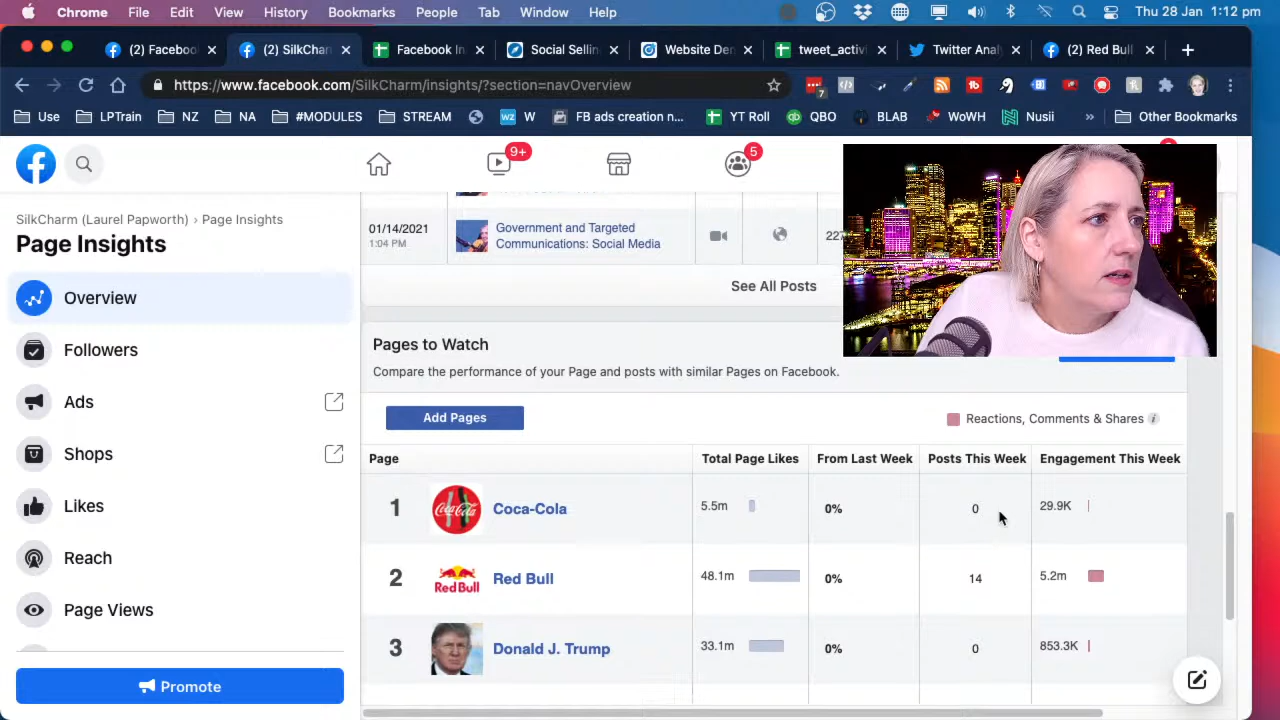 Chrome File Edit View History Bookmarks People Tab Window Help Thu 28 Jan 1:12 pm
(2) Faceboo × (2) SilkChar × Facebook In × Social Sellin × Website Den × tweet_activi × Twitter Anal × (2) Red Bull × +
https://www.facebook.com/SilkCharm/insights/?section=navOverview
7
Use LPTrain NZ NA #MODULES STREAM W FB ads creation n... YT Roll QBO BLAB WoWH Nusii » Other Bookmarks
9+ 5
SilkCharm (Laurel Papworth) > Page Insights
Page Insights
Overview
Followers
Ads
Shops
Likes
Reach
Page Views
Promote
01/14/2021
1:04 PM
Government and Targeted
Communications: Social Media
See All Posts
Pages to Watch
Compare the performance of your Page and posts with similar Pages on Facebook.
Add Pages
Reactions, Comments & Shares
Page Total Page Likes From Last Week Posts This Week Engagement This Week
1 Coca-Cola 5.5m 0% 0 29.9K
2 Red Bull 48.1m 0% 14 5.2m
3 Donald J. Trump 33.1m 0% 0 853.3K